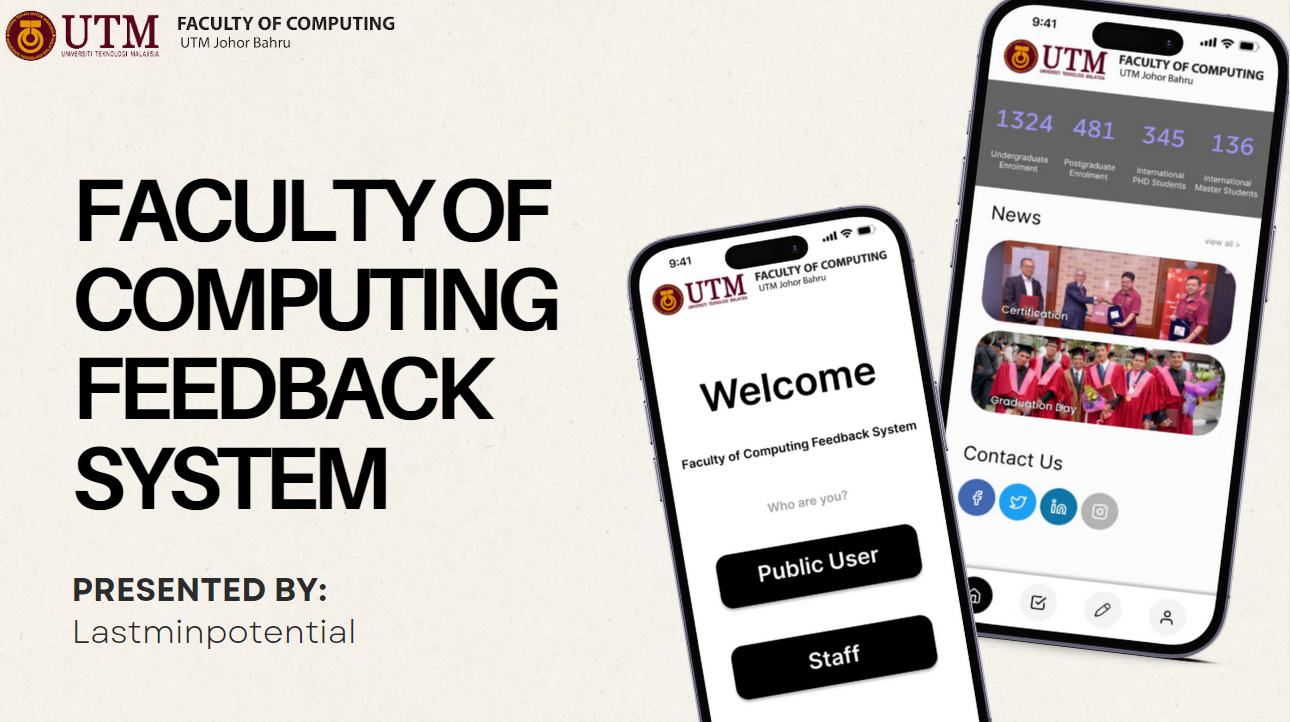 UTM
UNIVERSITI TEKNOLOGI MALAYSIA
FACULTY OF COMPUTING
UTM Johor Bahru
FACULTY OF
COMPUTING
FEEDBACK
SYSTEM
PRESENTED BY:
Lastminpotential
9:41
UTM
UNIVERSITI TEKNOLOGI MALAYSIA
FACULTY OF COMPUTING
UTM Johor Bahru
Welcome
Faculty of Computing Feedback System
Who are you?
Public User
Staff
9:41
UTM
UNIVERSITI TEKNOLOGI MALAYSIA
FACULTY OF COMPUTING
UTM Johor Bahru
1324 481 345 136
Undergraduate Enrolment
Postgraduate Enrolment
International PHD Students
International Master Students
News
view all >
Certification
Graduation Day
Contact Us